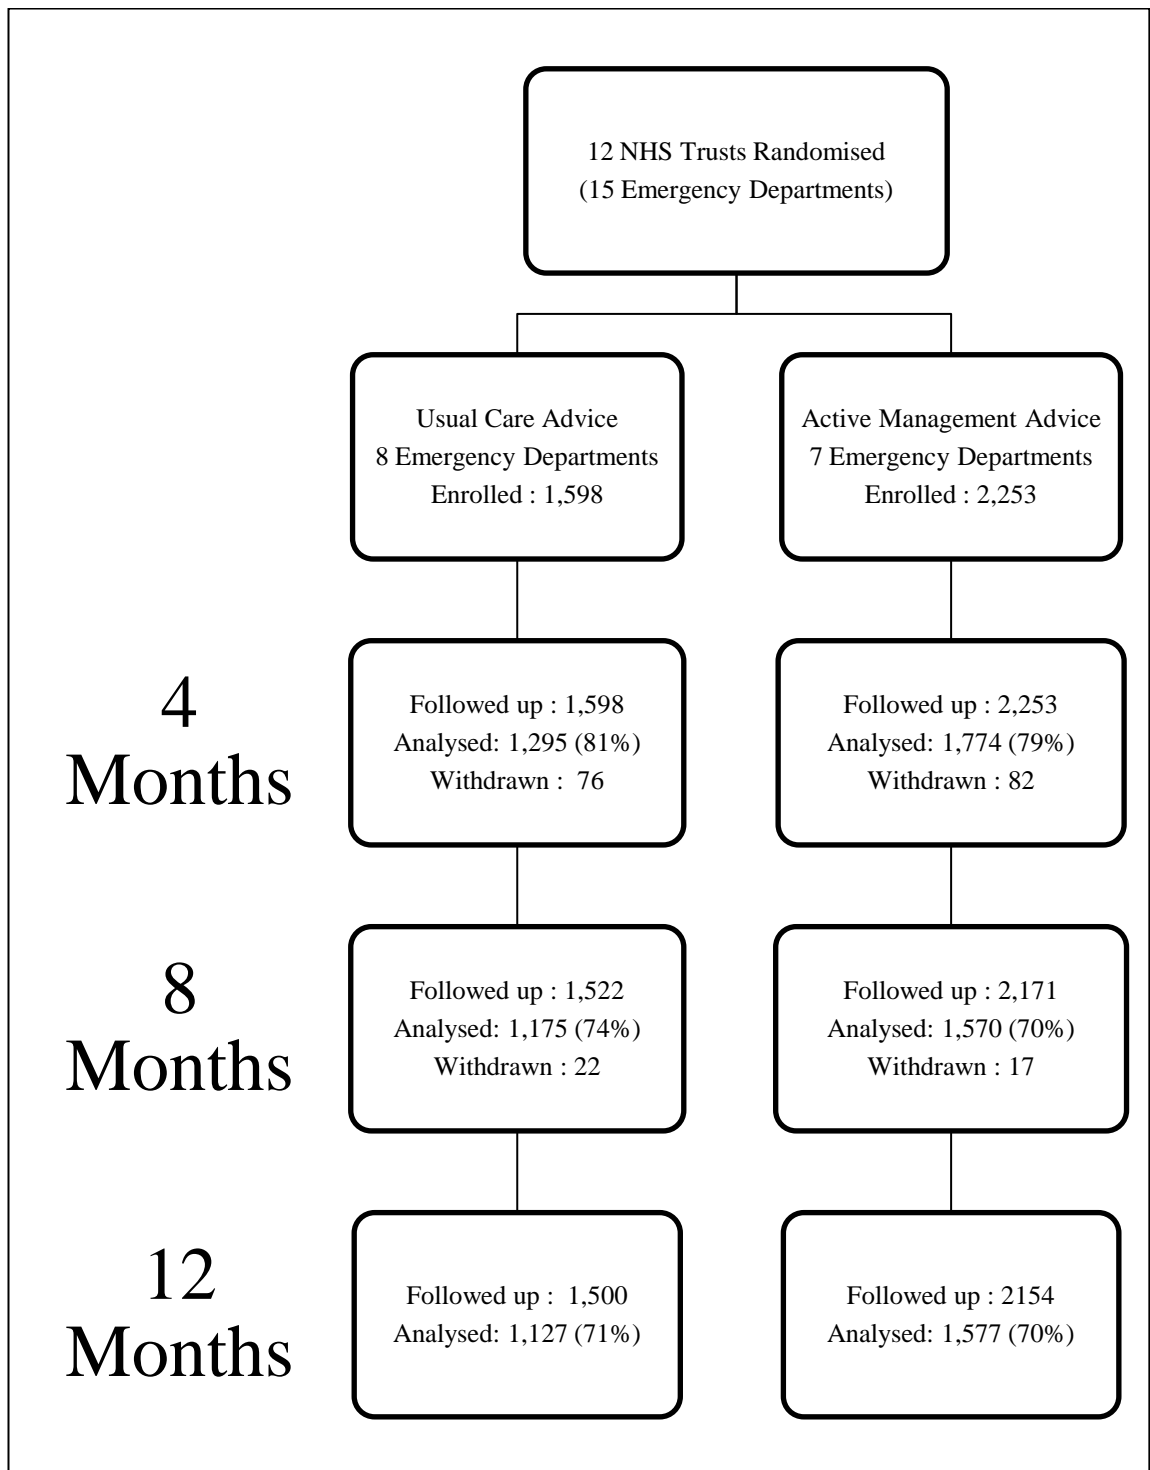 12 NHS Trusts Randomised
(15 Emergency Departments)
Usual Care Advice
8 Emergency Departments
Enrolled : 1,598
Active Management Advice
7 Emergency Departments
Enrolled : 2,253
4
Months
Followed up : 1,598
Analysed: 1,295 (81%)
Withdrawn :  76
Followed up : 2,253
Analysed: 1,774 (79%)
Withdrawn : 82
8
Months
Followed up : 1,522
Analysed: 1,175 (74%)
Withdrawn : 22
Followed up : 2,171
Analysed: 1,570 (70%)
Withdrawn : 17
12
Months
Followed up :  1,500
Analysed: 1,127 (71%)
Followed up : 2154
Analysed: 1,577 (70%)